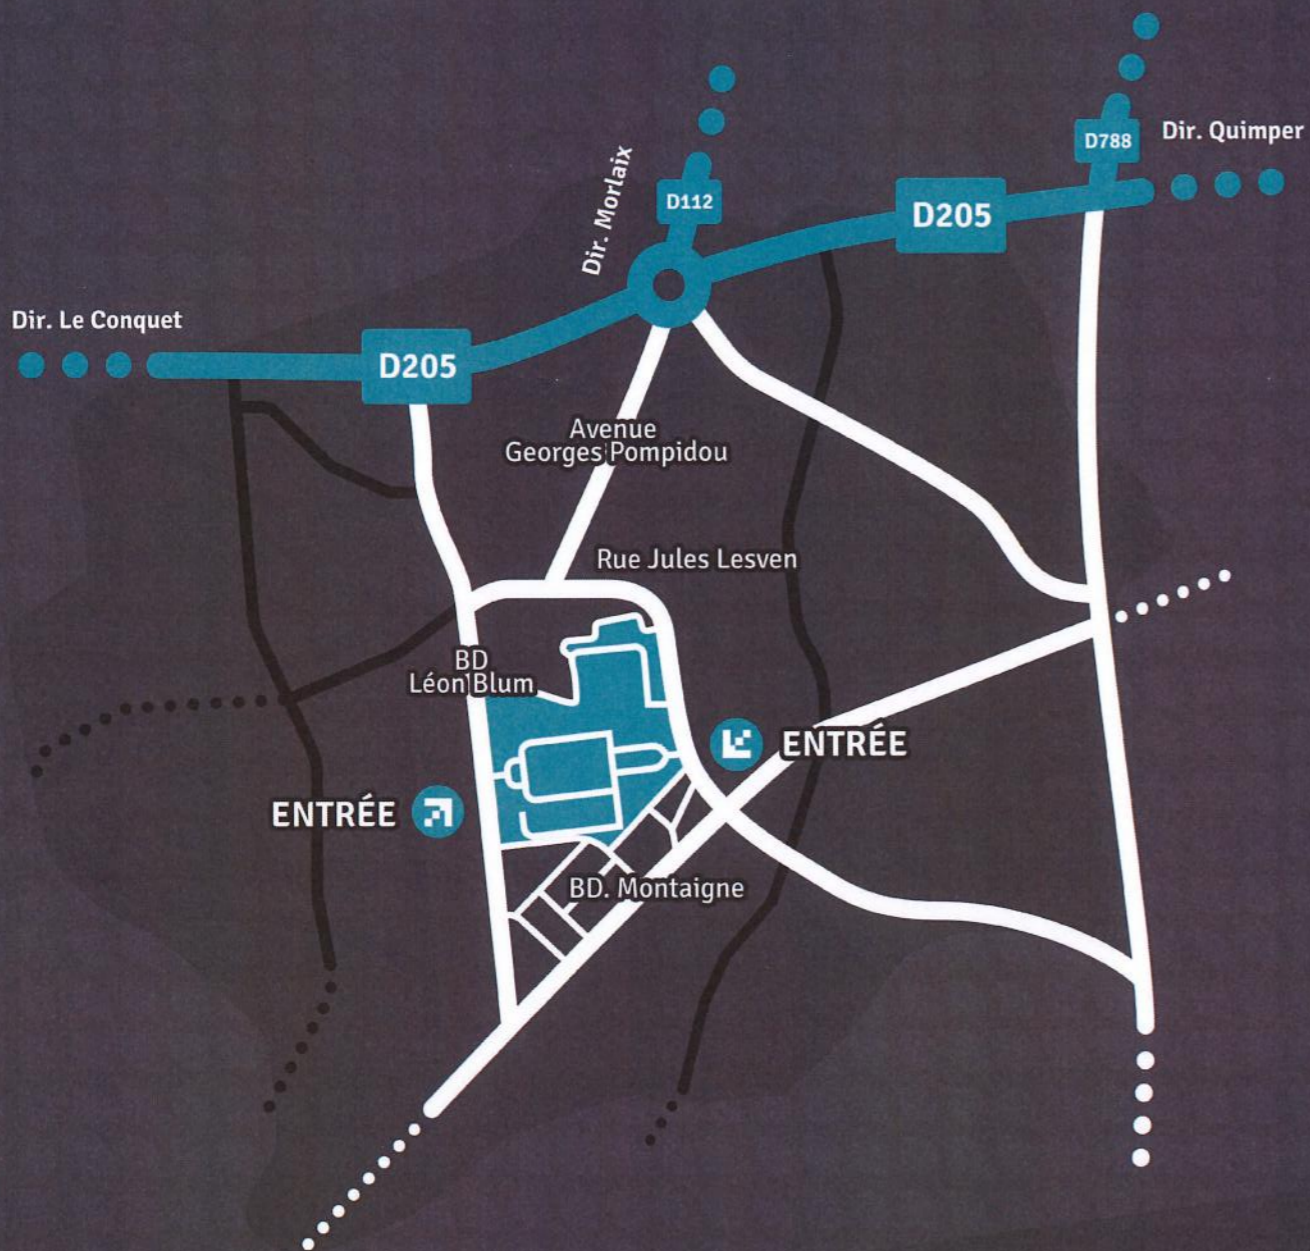 D788
Dir. Quimper
Dir. Morlaix
D112
D205
Dir. Le Conquet
D205
Avenue
Georges Pompidou
Rue Jules Lesven
BD
Léon Blum
ENTRÉE
ENTRÉE
BD. Montaigne